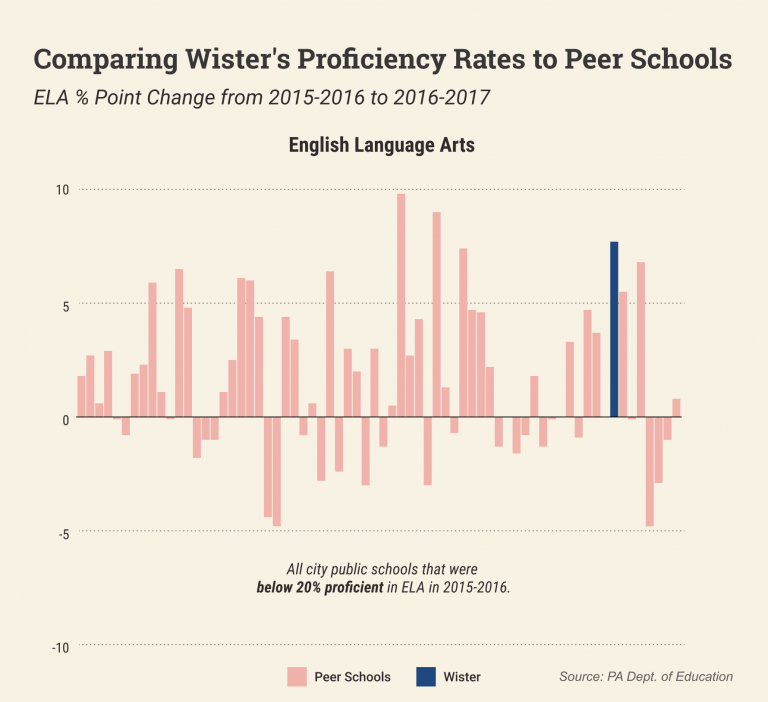 Comparing Wister's Proficiency Rates to Peer Schools
ELA % Point Change from 2015-2016 to 2016-2017
English Language Arts
10
5
0
-5
All city public schools that were
below 20% proficient in ELA in 2015-2016.
-10
Peer Schools
Wister
Source: PA Dept. of Education